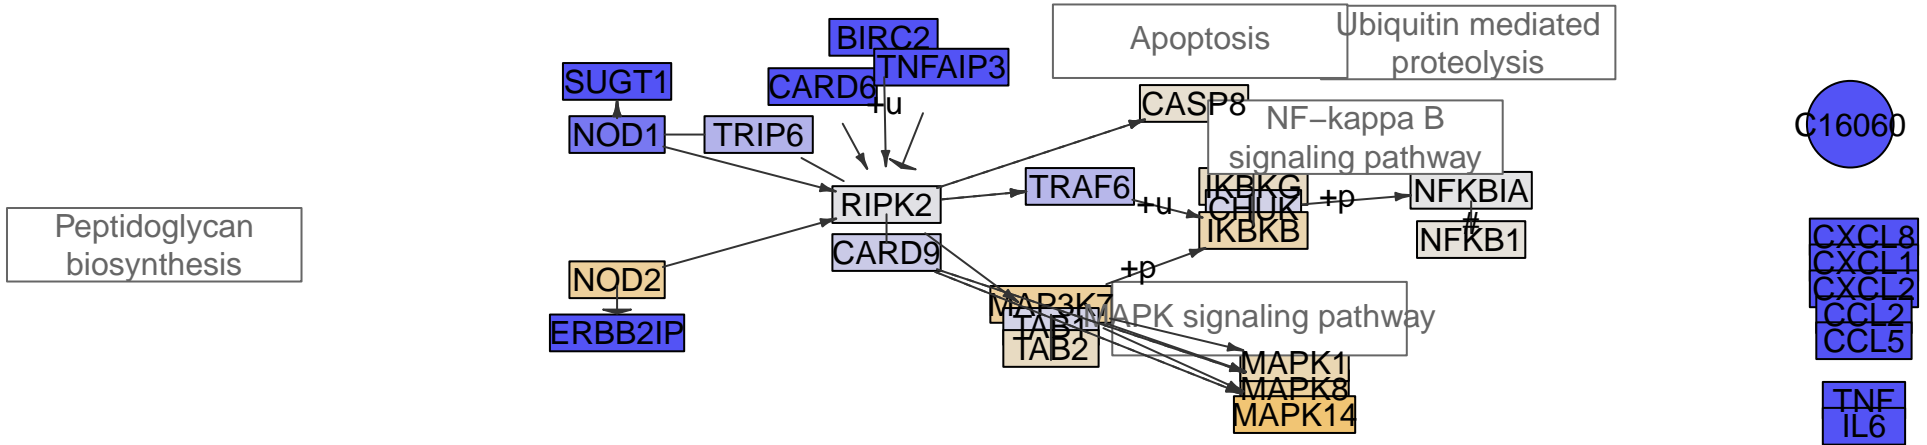 BIRC2
TNFAIP3
CARD6
+u
SUGT1
NOD1
TRIP6
Apoptosis
Ubiquitin mediated
proteolysis
CASP8
NF−kappa B
signaling pathway
C16060
RIPK2
TRAF6
+u
IKBKG
CHUK
IKBKB
+p
NFKBIA
#
NFKB1
Peptidoglycan
biosynthesis
CARD9
NOD2
ERBB2IP
+p
MAP3K7
TAB1
TAB2
MAPK signaling pathway
MAPK1
MAPK8
MAPK14
CXCL8
CXCL1
CXCL2
CCL2
CCL5
TNF
IL6